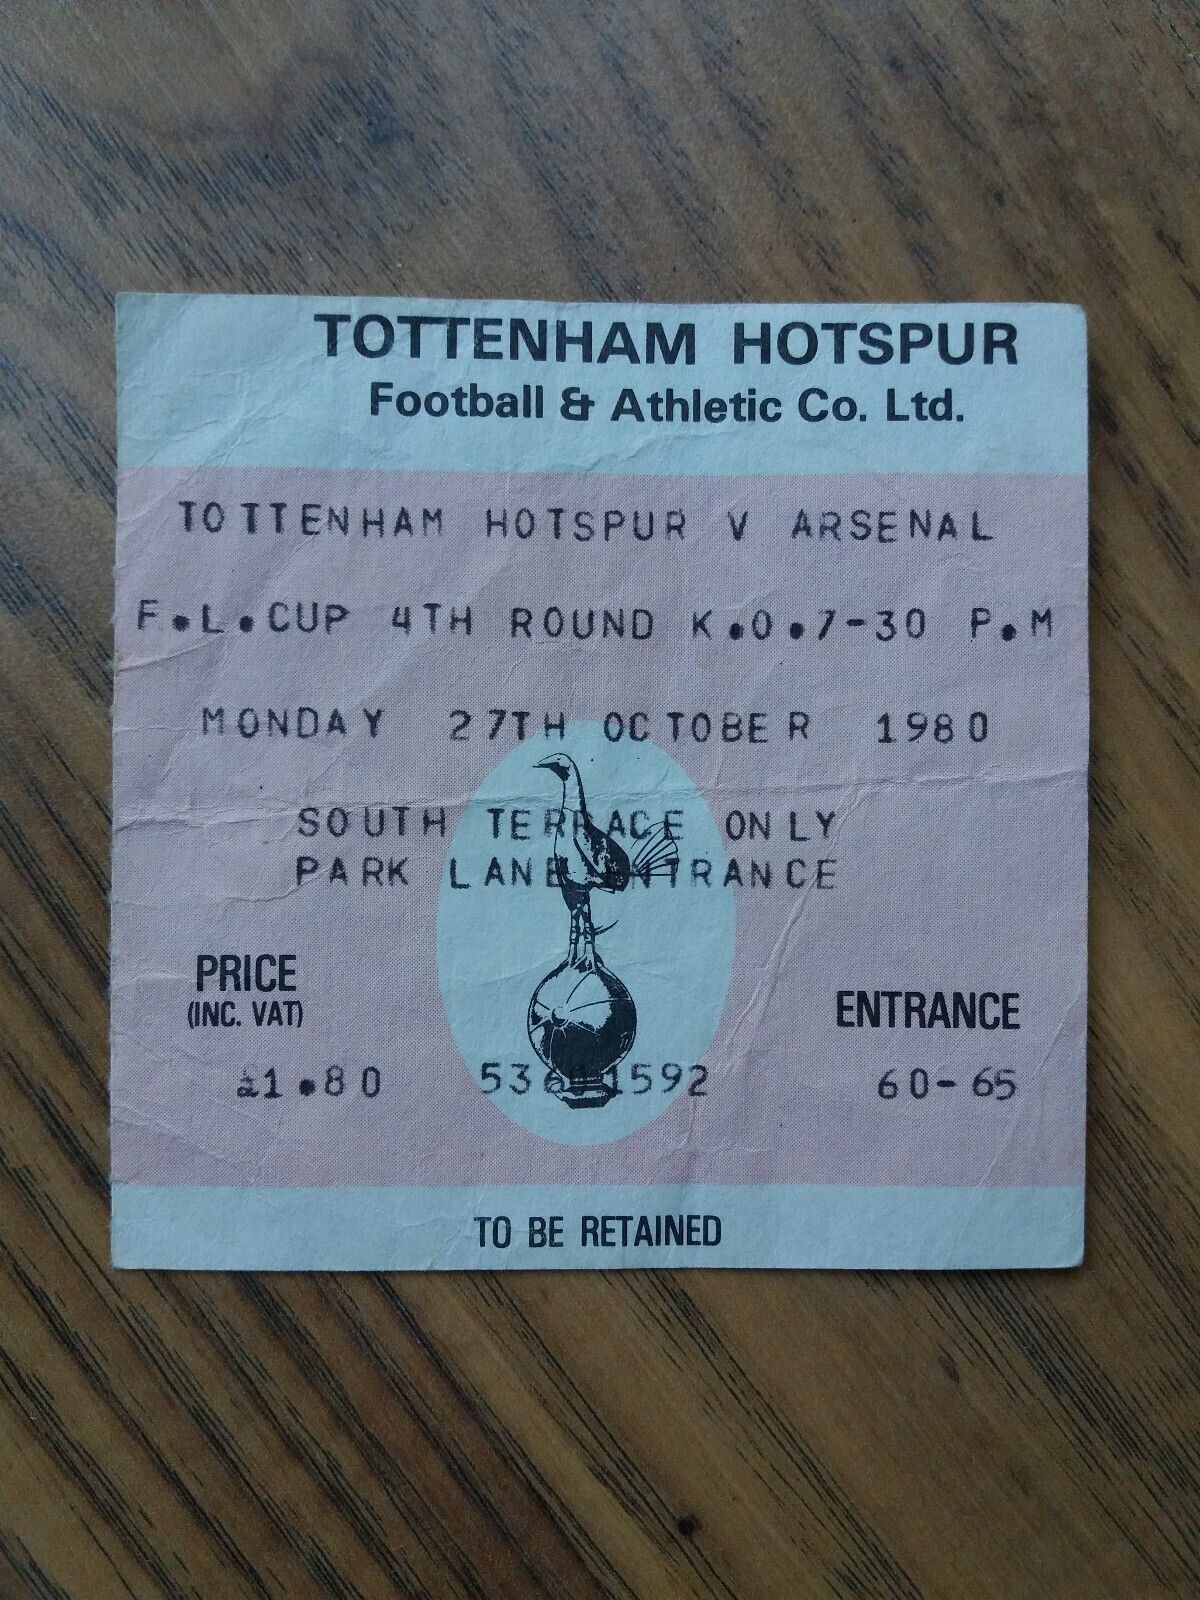 TOTTENHAM HOTSPUR
Football & Athletic Co. Ltd.
TOTTENHAM HOTSPUR V ARSENAL
F.L.CUP 4TH ROUND K.O.7-30 P.M
MONDAY 27TH OCTOBER 1980
SOUTH TERRACE ONLY
PARK LANE ENTRANCE
PRICE
(INC. VAT)
£1.80
ENTRANCE
60-65
TO BE RETAINED